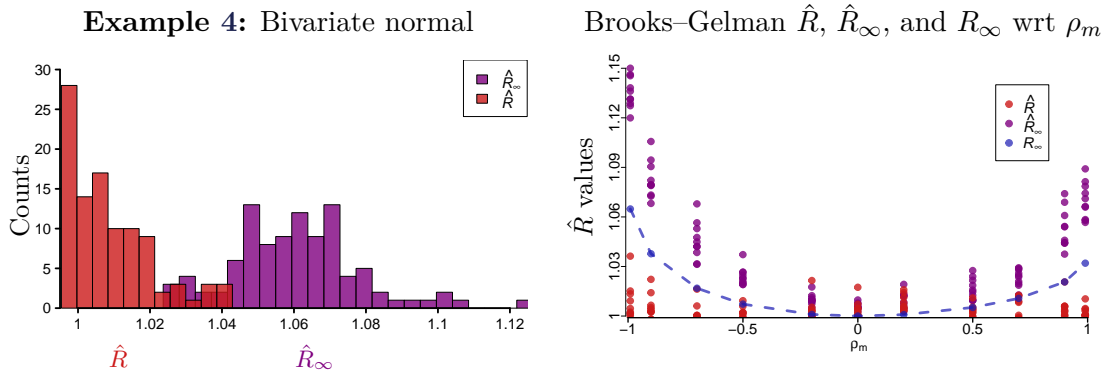 Example 4: Bivariate normal
30
25
20
15
10
5
0
Counts
1 1.02 1.04 1.06 1.08 1.1 1.12
R̂∞
R̂
R̂ R̂∞
Brooks–Gelman R̂, R̂∞, and R∞ wrt ρm
1.15
1.12
1.09
1.06
1.03
1
R̂ values
−1 −0.5 0 0.5 1
ρm
R̂
R̂∞
R∞